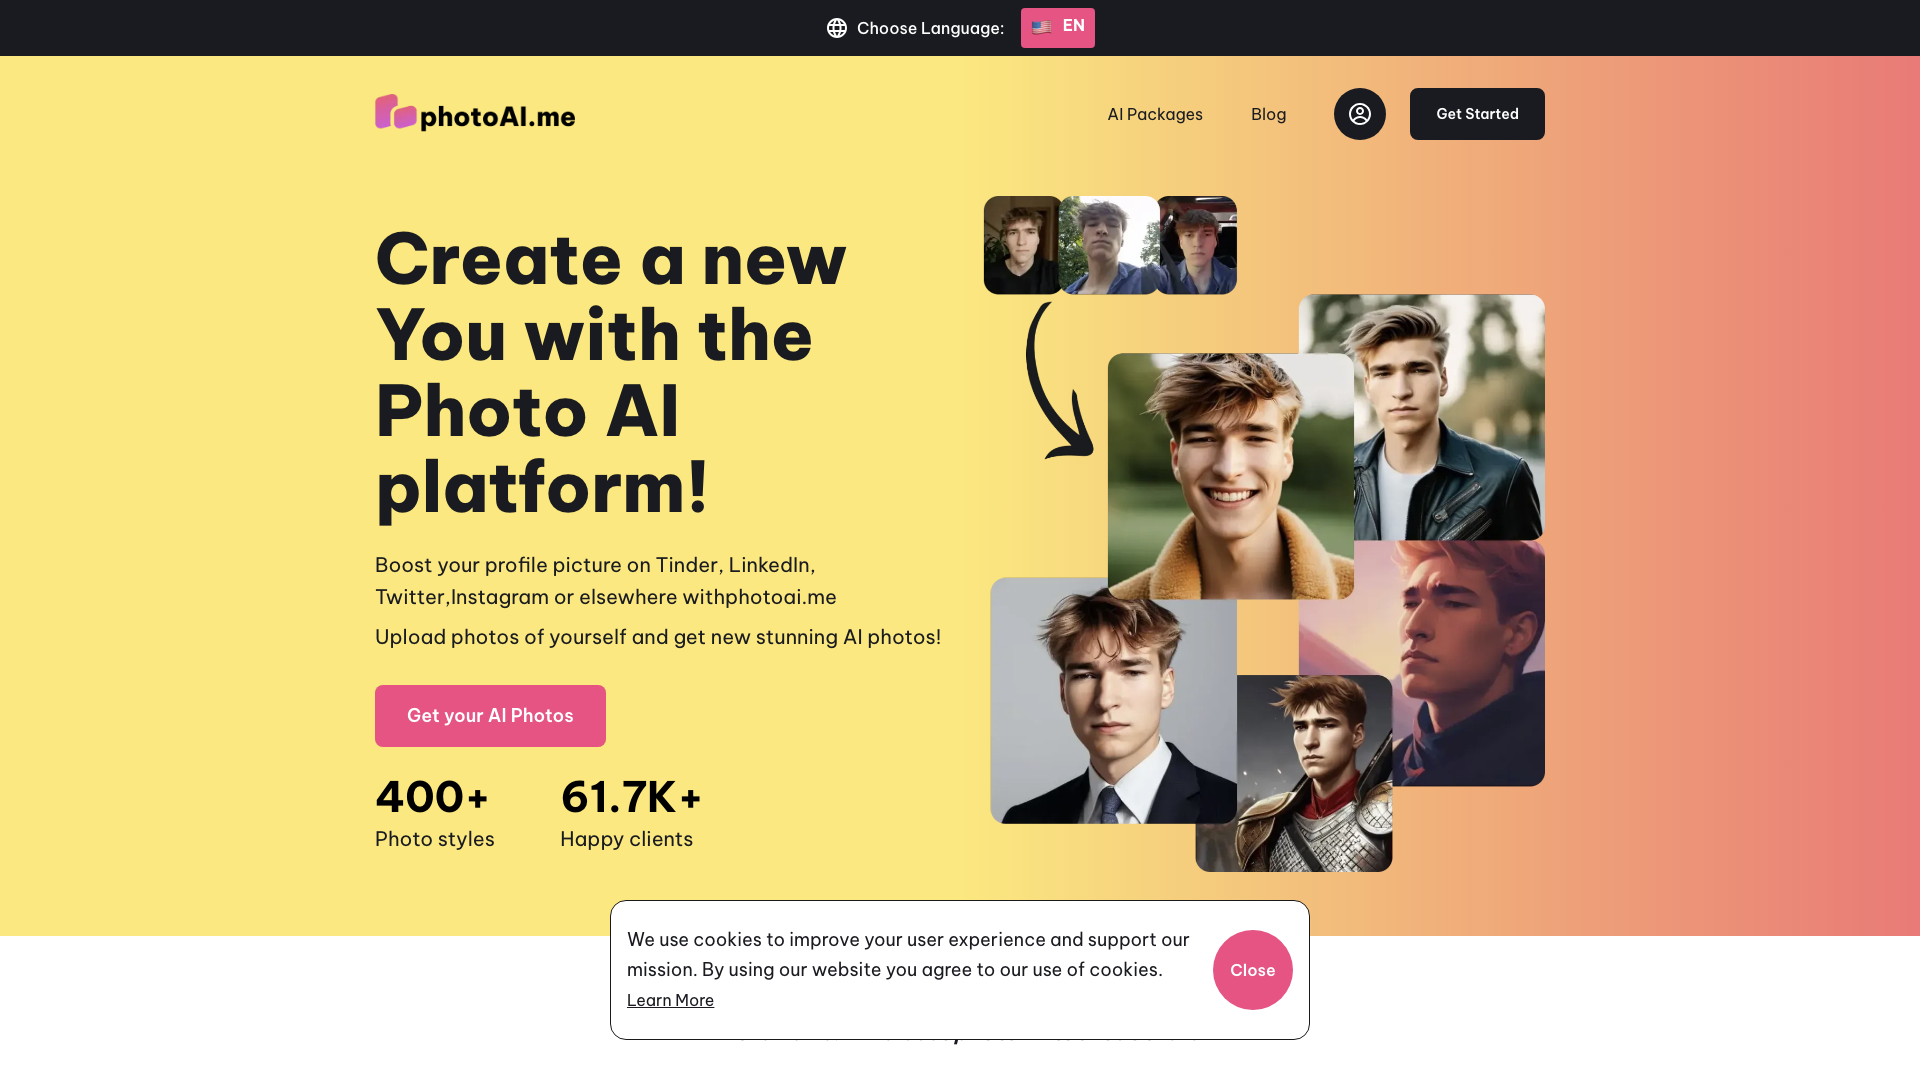 Choose Language:
EN
photoAI.me
AI Packages
Blog
Get Started
Create a new
You with the
Photo AI
platform!
Boost your profile picture on Tinder, LinkedIn,
Twitter,Instagram or elsewhere withphotoai.me
Upload photos of yourself and get new stunning AI photos!
Get your AI Photos
400+
Photo styles
61.7K+
Happy clients
We use cookies to improve your user experience and support our
mission. By using our website you agree to our use of cookies.
Learn More
Close